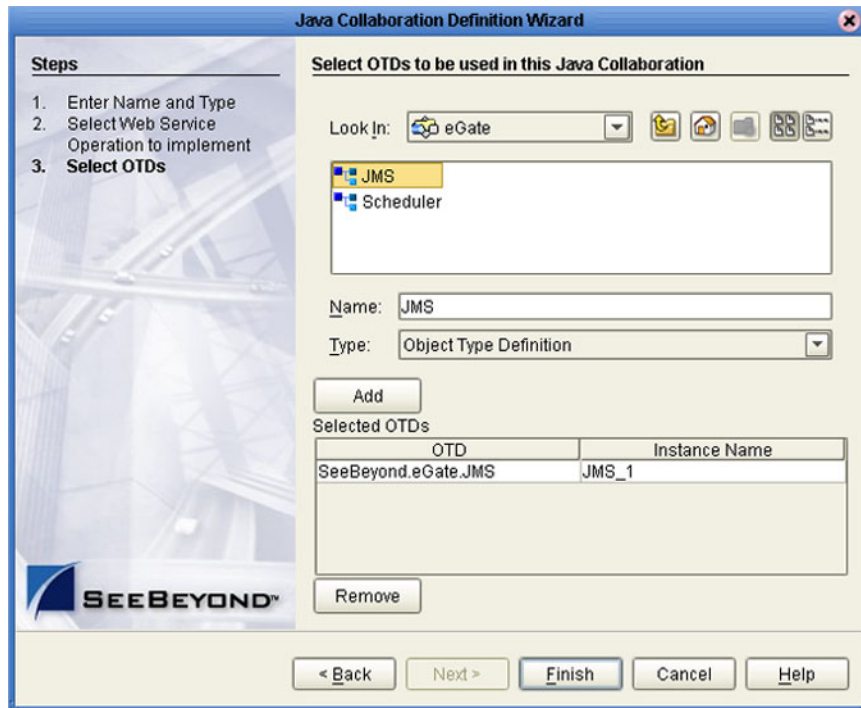 Java Collaboration Definition Wizard
Steps
1. Enter Name and Type
2. Select Web Service
Operation to implement
3. Select OTDs
Select OTDs to be used in this Java Collaboration
Look In: eGate
JMS
Scheduler
Name: JMS
Type: Object Type Definition
Add
Selected OTDs
OTD Instance Name
SeeBeyond.eGate.JMS JMS_1
Remove
SEEBEYOND™
< Back Next > Finish Cancel Help